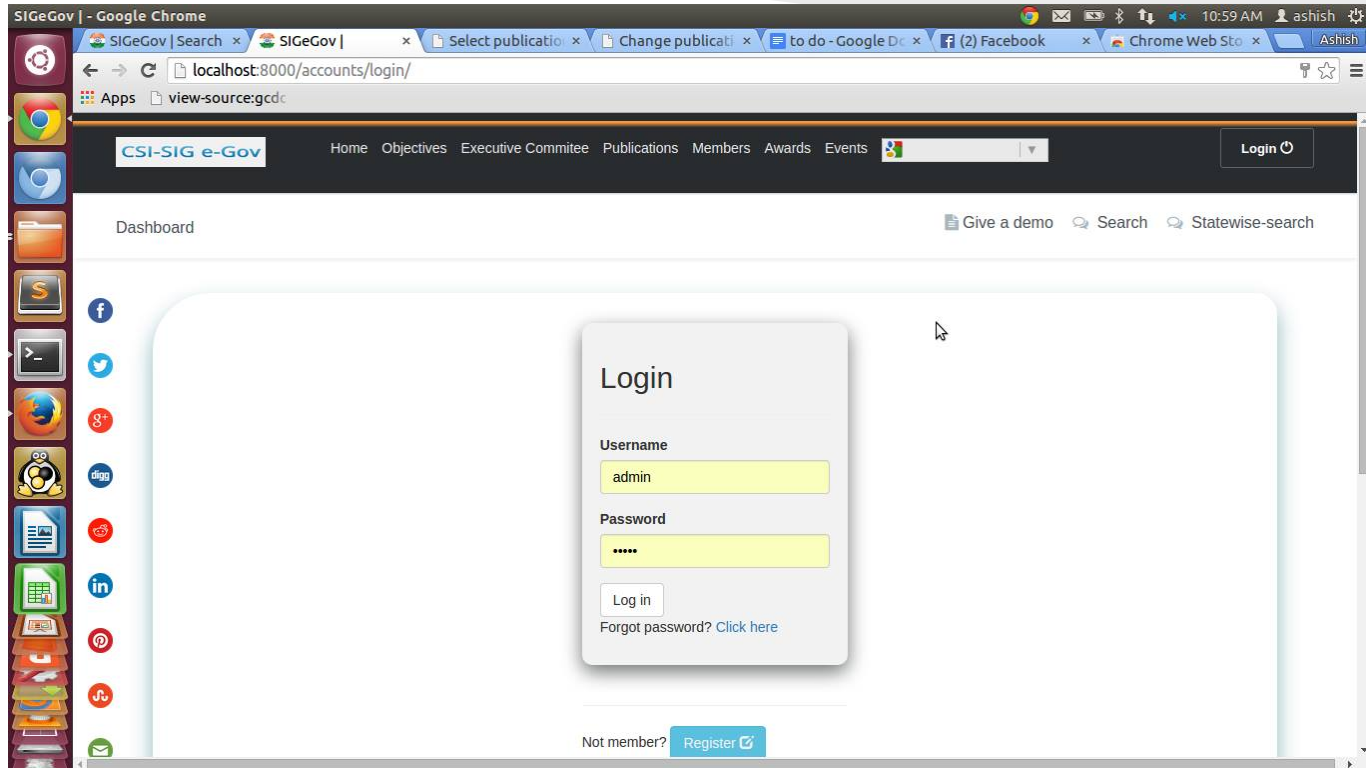 SIGeGov | - Google Chrome 10:59 AM ashish
SIGeGov | Search SIGeGov | Select publicatio Change publicati to do - Google Do (2) Facebook Chrome Web Sto Ashish
localhost:8000/accounts/login/
Apps view-source:gcdc
CSI-SIG e-Gov Home Objectives Executive Commitee Publications Members Awards Events Login
Dashboard Give a demo Search Statewise-search
Login
Username
admin
Password
•••••
Log in
Forgot password? Click here
Not member? Register
digg